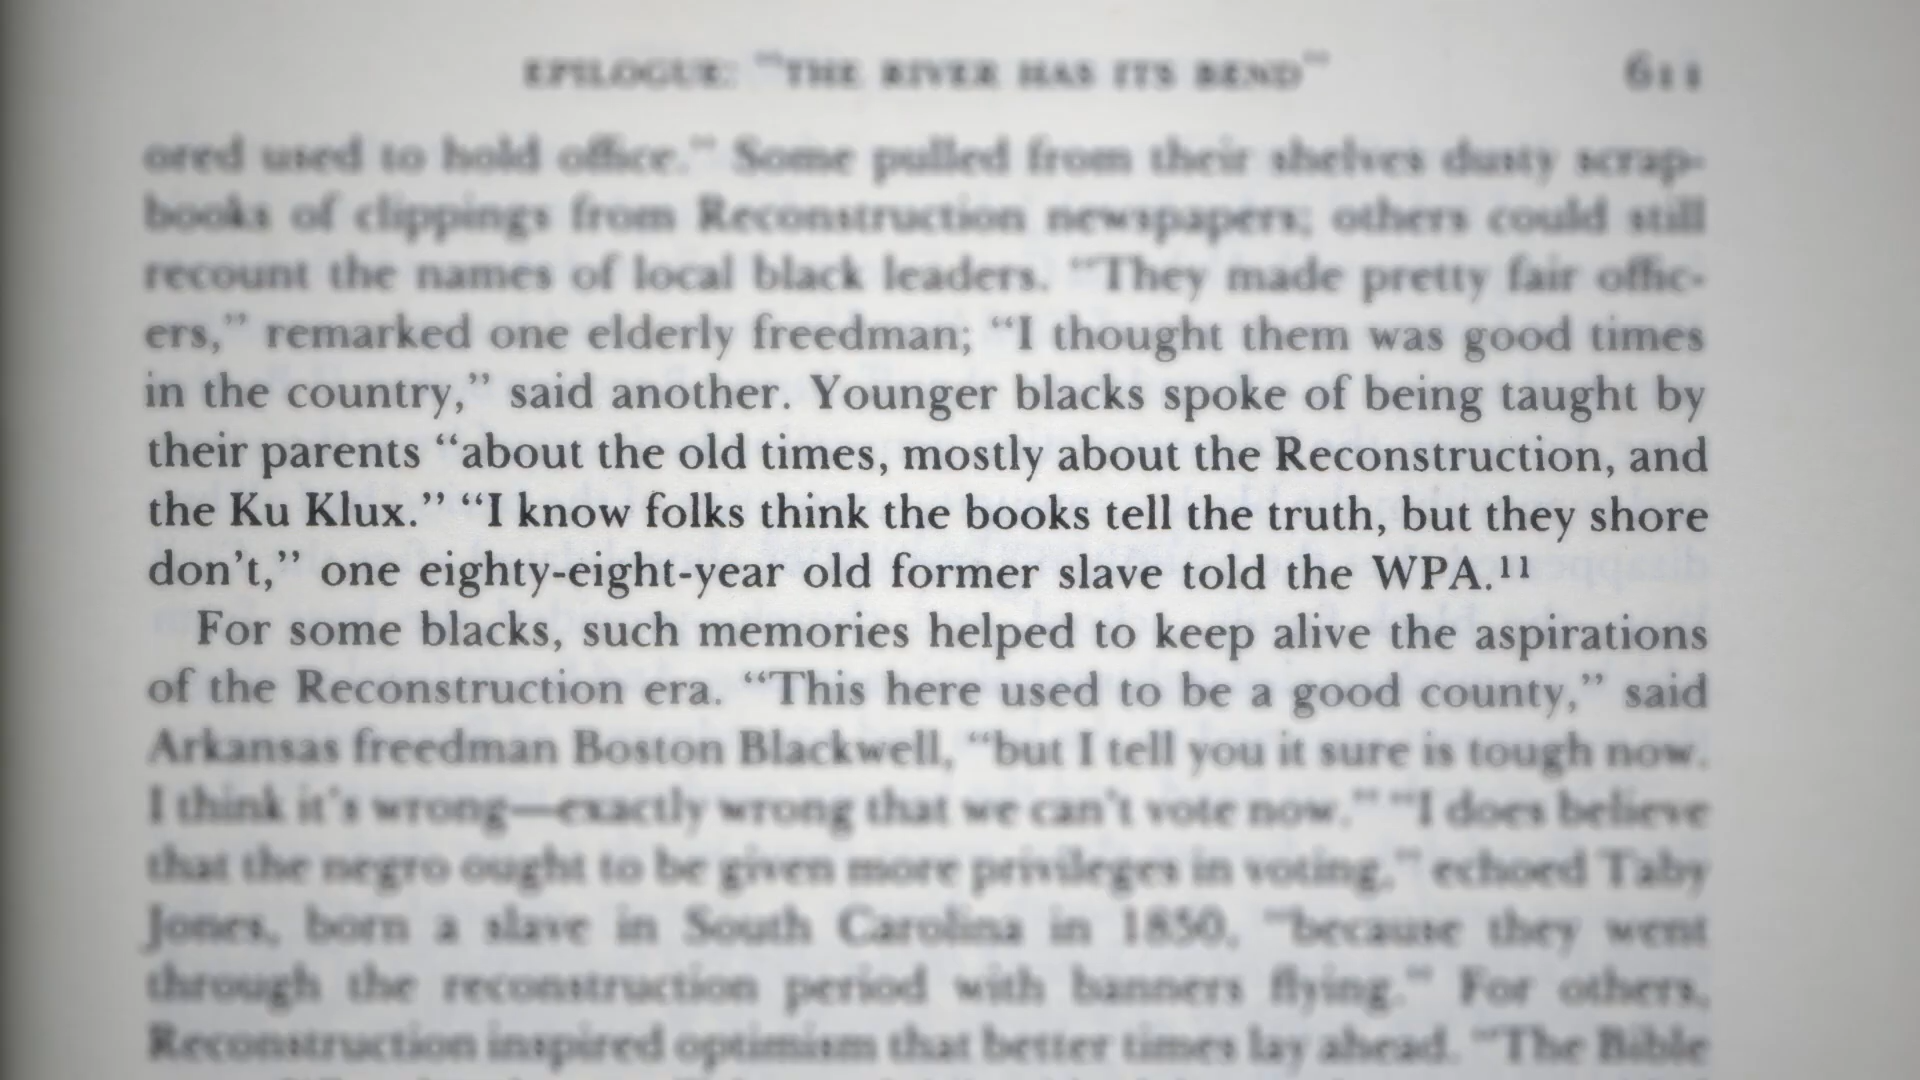 EPILOGUE: "THE RIVER HAS ITS BEND" 611
ored used to hold office." Some pulled from their shelves dusty scrap-
books of clippings from Reconstruction newspapers; others could still
recount the names of local black leaders. "They made pretty fair offic-
ers," remarked one elderly freedman; "I thought them was good times
in the country," said another. Younger blacks spoke of being taught by
their parents "about the old times, mostly about the Reconstruction, and
the Ku Klux." "I know folks think the books tell the truth, but they shore
don't," one eighty-eight-year old former slave told the WPA.¹¹
For some blacks, such memories helped to keep alive the aspirations
of the Reconstruction era. "This here used to be a good county," said
Arkansas freedman Boston Blackwell, "but I tell you it sure is tough now.
I think it's wrong—exactly wrong that we can't vote now." "I does believe
that the negro ought to be given more privileges in voting," echoed Taby
Jones, born a slave in South Carolina in 1850, "because they went
through the reconstruction period with banners flying." For others,
Reconstruction inspired optimism that better times lay ahead. "The Bible